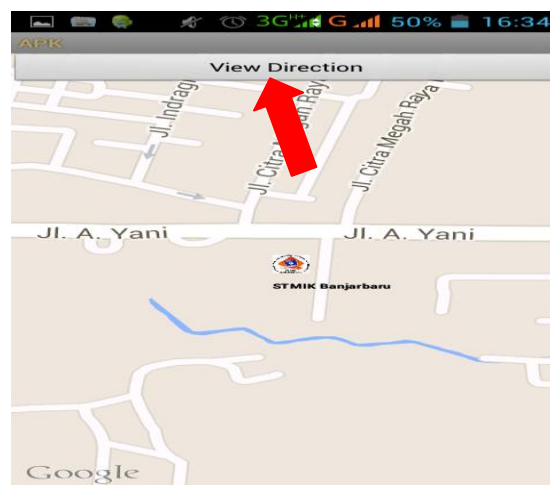 3G H+ G 50% 16:34
APK
View Direction
Jl. Indragi
Jl. Citra Megah Raya
Jl. Citra Megah Raya
Jl. A. Yani
Jl. A. Yani
STMIK Banjarbaru
Google